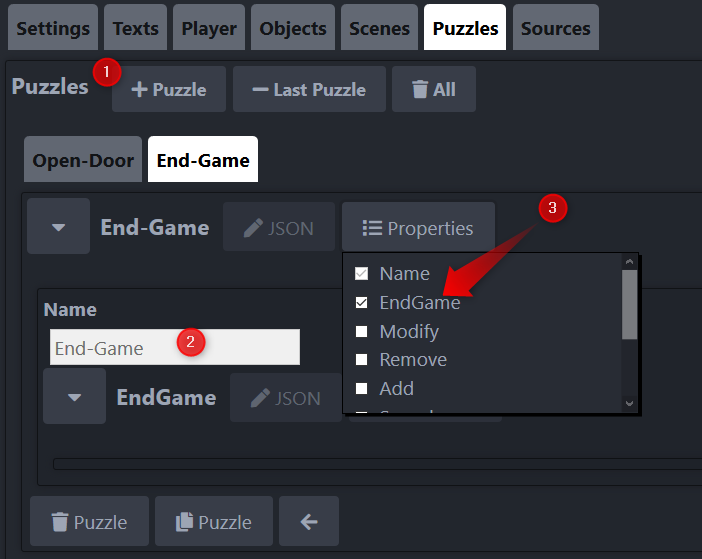 Settings Texts Player Objects Scenes Puzzles Sources
Puzzles 1 Puzzle Last Puzzle All
Open-Door End-Game
End-Game JSON Properties 3
Name
EndGame
Modify
Remove
Add
Name
End-Game 2
EndGame JSON
Puzzle Puzzle